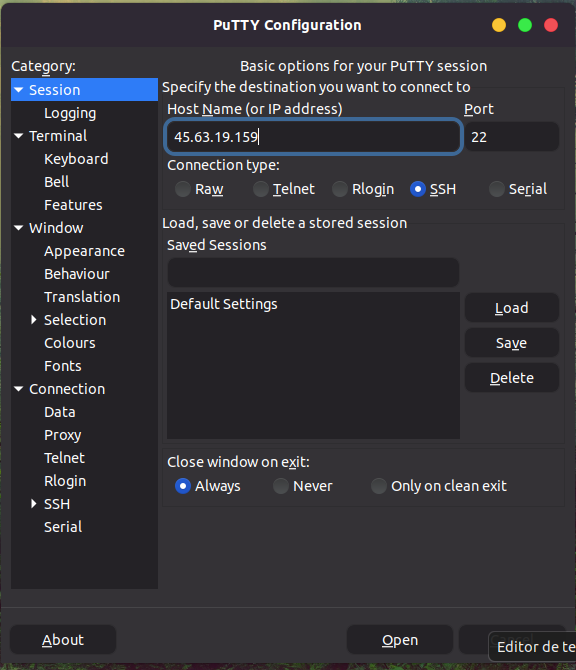 PuTTY Configuration
Category:
Session
Logging
Terminal
Keyboard
Bell
Features
Window
Appearance
Behaviour
Translation
Selection
Colours
Fonts
Connection
Data
Proxy
Telnet
Rlogin
SSH
Serial
Basic options for your PuTTY session
Specify the destination you want to connect to
Host Name (or IP address) Port
45.63.19.159 22
Connection type:
Raw Telnet Rlogin SSH Serial
Load, save or delete a stored session
Saved Sessions
Default Settings
Load
Save
Delete
Close window on exit:
Always Never Only on clean exit
About Open
Editor de te